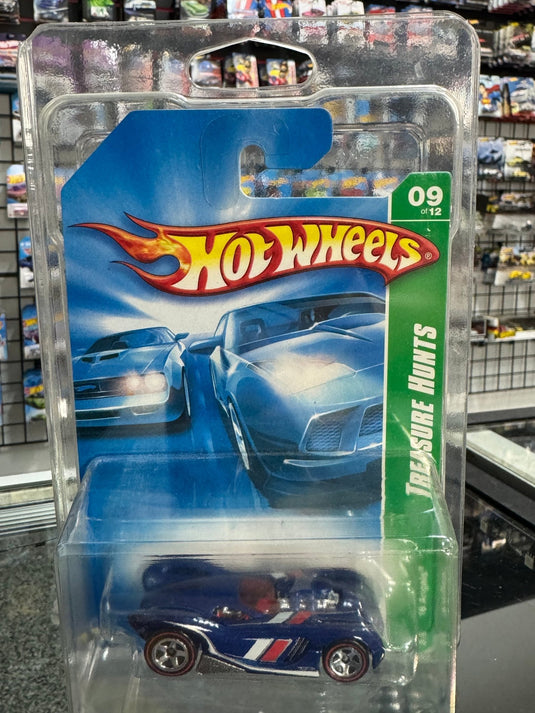 09
of 12
HOT WHEELS®
TREASURE HUNTS